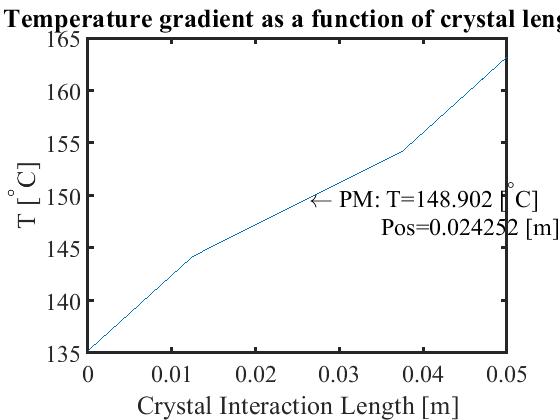 Temperature gradient as a function of crystal leng
165
160
155
150
145
140
135
T [°C]
← PM: T=148.902 [°C]
Pos=0.024252 [m]
0 0.01 0.02 0.03 0.04 0.05
Crystal Interaction Length [m]